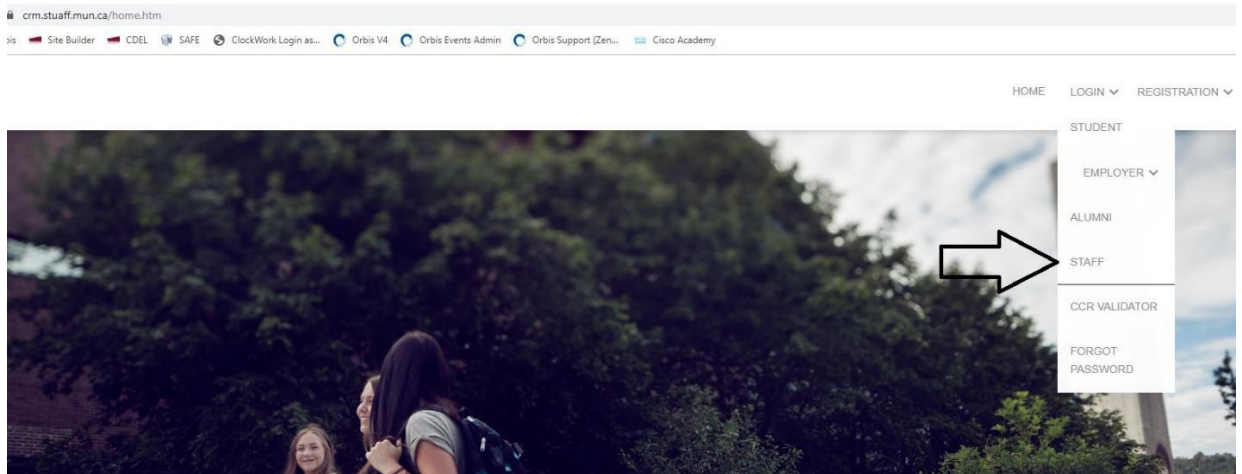 crm.stuaff.mun.ca/home.htm
Site Builder CDEL SAFE ClockWork Login as... Orbis V4 Orbis Events Admin Orbis Support (Zen... Cisco Academy
HOME LOGIN REGISTRATION
STUDENT
EMPLOYER
ALUMNI
STAFF
CCR VALIDATOR
FORGOT
PASSWORD